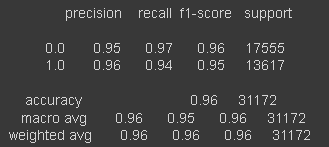 precision recall f1-score support
0.0 0.95 0.97 0.96 17555
1.0 0.96 0.94 0.95 13617
accuracy 0.96 31172
macro avg 0.96 0.95 0.96 31172
weighted avg 0.96 0.96 0.96 31172